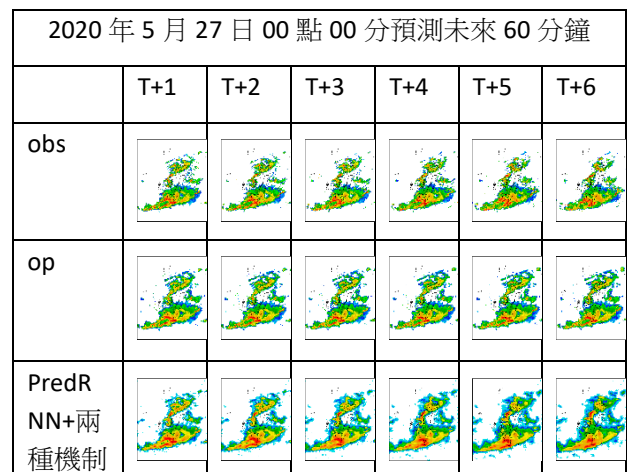 2020 年 5 月 27 日 00 點 00 分預測未來 60 分鐘
T+1 T+2 T+3 T+4 T+5 T+6
obs
op
PredR
NN+兩
種機制